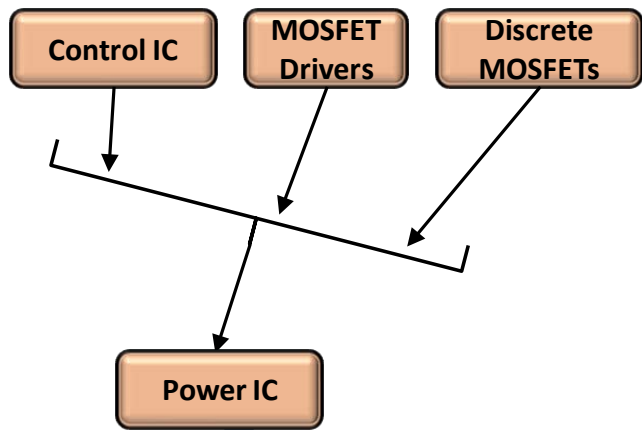 Control IC
MOSFET
Drivers
Discrete
MOSFETs
Power IC